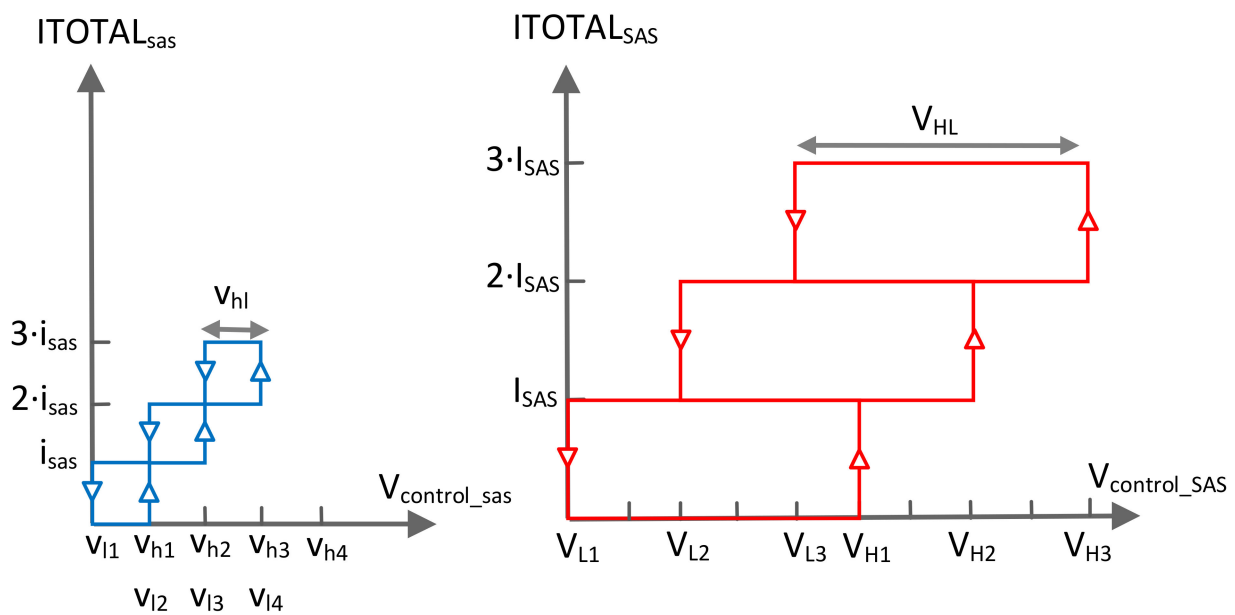 ITOTALsas
3·isas
2·isas
isas
vhl
Vcontrol_sas
vl1 vh1 vh2 vh3 vh4
vl2 vl3 vl4
ITOTALSAS
VHL
3·ISAS
2·ISAS
ISAS
Vcontrol_SAS
VL1 VL2 VL3 VH1 VH2 VH3